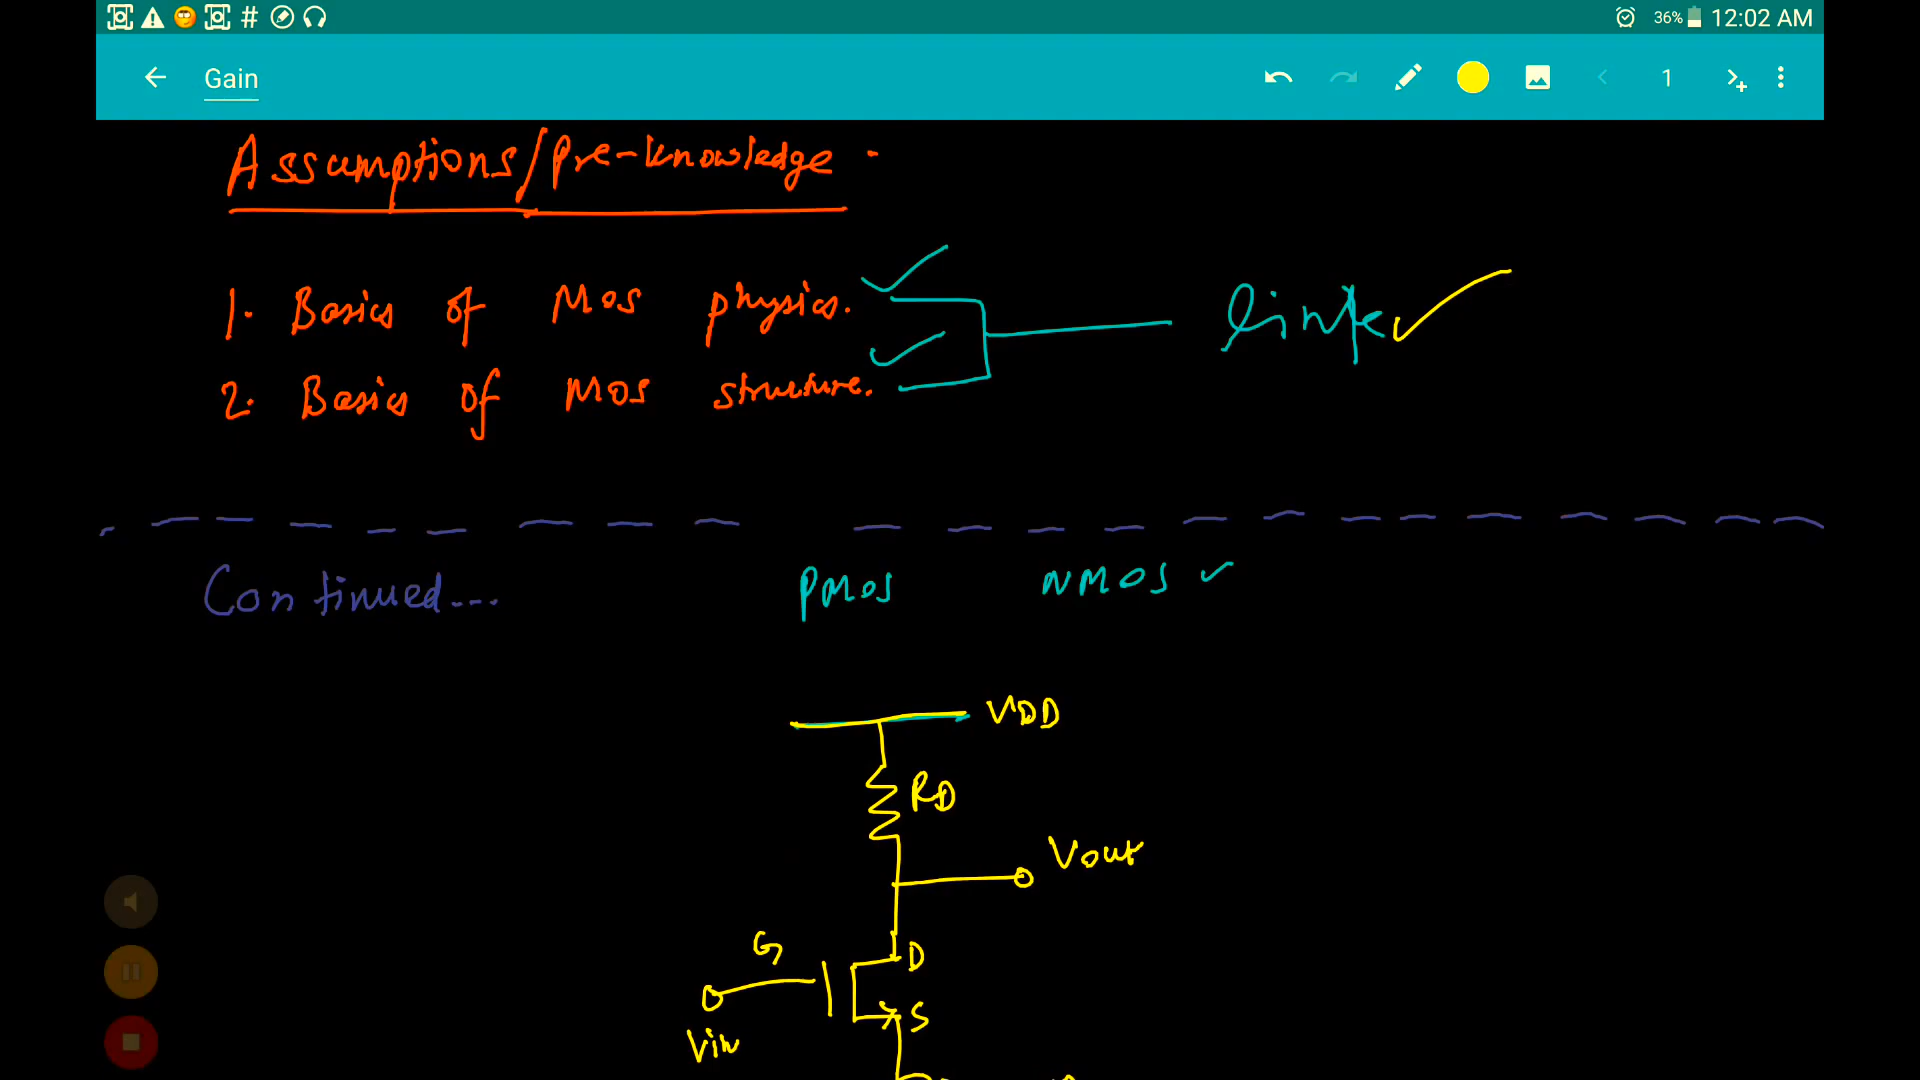 36% 12:02 AM
Gain
1
Assumptions/Pre-knowledge -
1. Basics of MOS physics.
link
2. Basics of MOS structure.
Continued... PMOS NMOS
VDD
RD
Vout
G
D
S
Vin